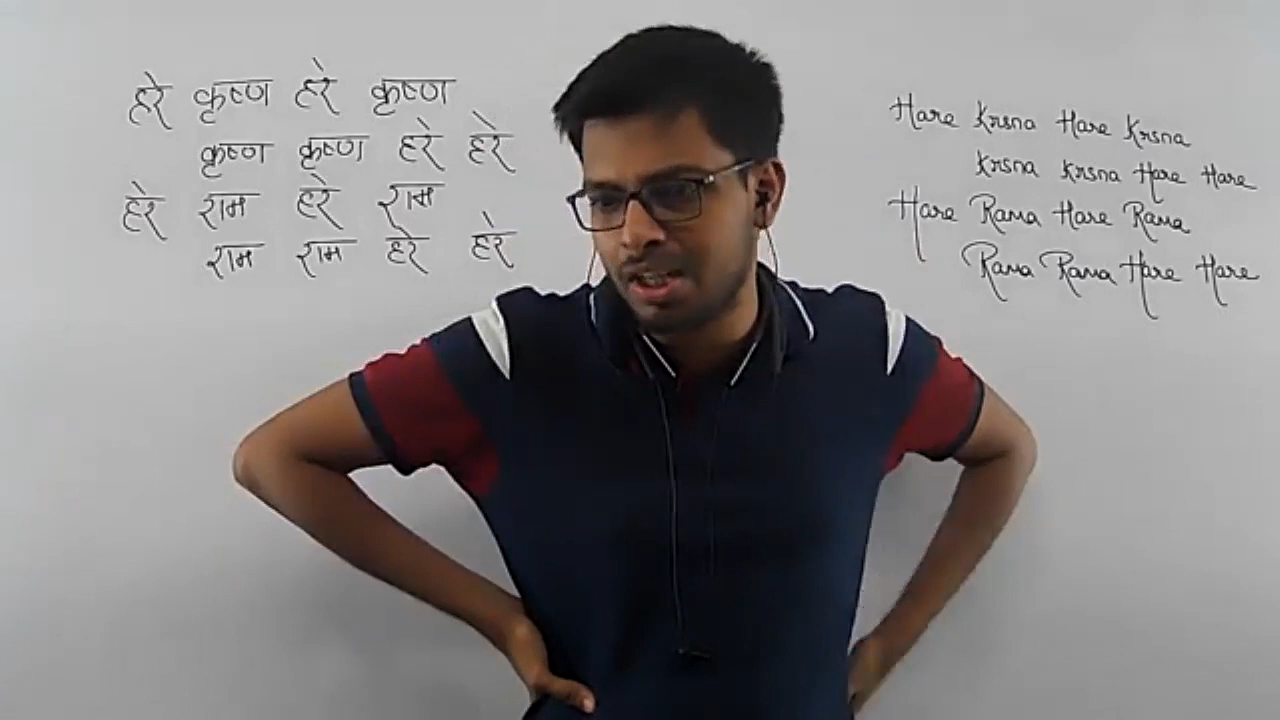 हरे कृष्ण हरे कृष्ण
कृष्ण कृष्ण हरे हरे
हरे राम हरे राम
राम राम हरे हरे
Hare Krsna Hare Krsna
Krsna Krsna Hare Hare
Hare Rama Hare Rama
Rama Rama Hare Hare